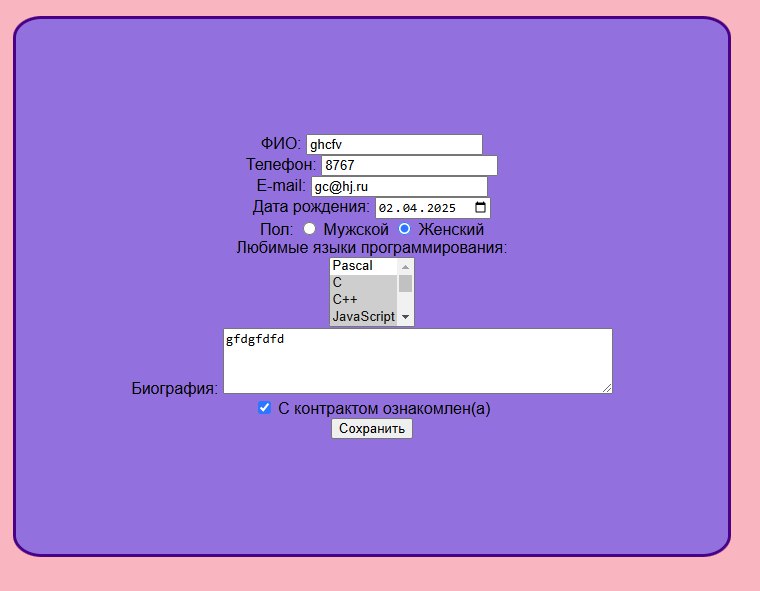 ФИО: ghcfv
Телефон: 8767
E-mail: gc@hj.ru
Дата рождения: 02.04.2025
Пол: Мужской Женский
Любимые языки программирования:
Pascal
C
C++
JavaScript
gfdgfdfd
Биография:
С контрактом ознакомлен(а)
Сохранить